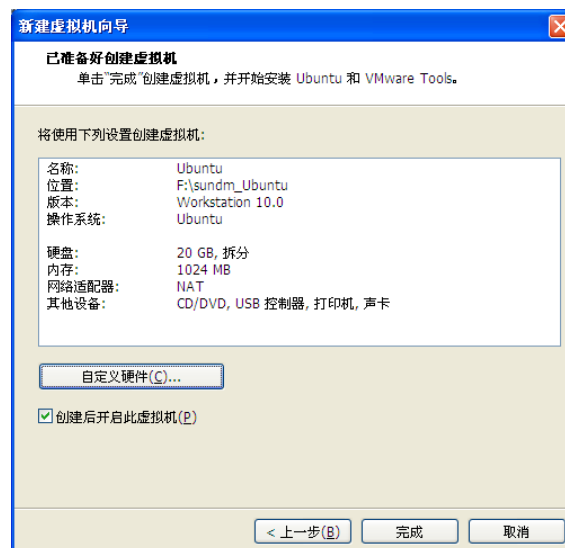 新建虚拟机向导
已准备好创建虚拟机
单击"完成"创建虚拟机，并开始安装 Ubuntu 和 VMware Tools。
将使用下列设置创建虚拟机:
名称: Ubuntu
位置: F:\sundm_Ubuntu
版本: Workstation 10.0
操作系统: Ubuntu
硬盘: 20 GB, 拆分
内存: 1024 MB
网络适配器: NAT
其他设备: CD/DVD, USB 控制器, 打印机, 声卡
自定义硬件(C)...
创建后开启此虚拟机(P)
< 上一步(B) 完成 取消